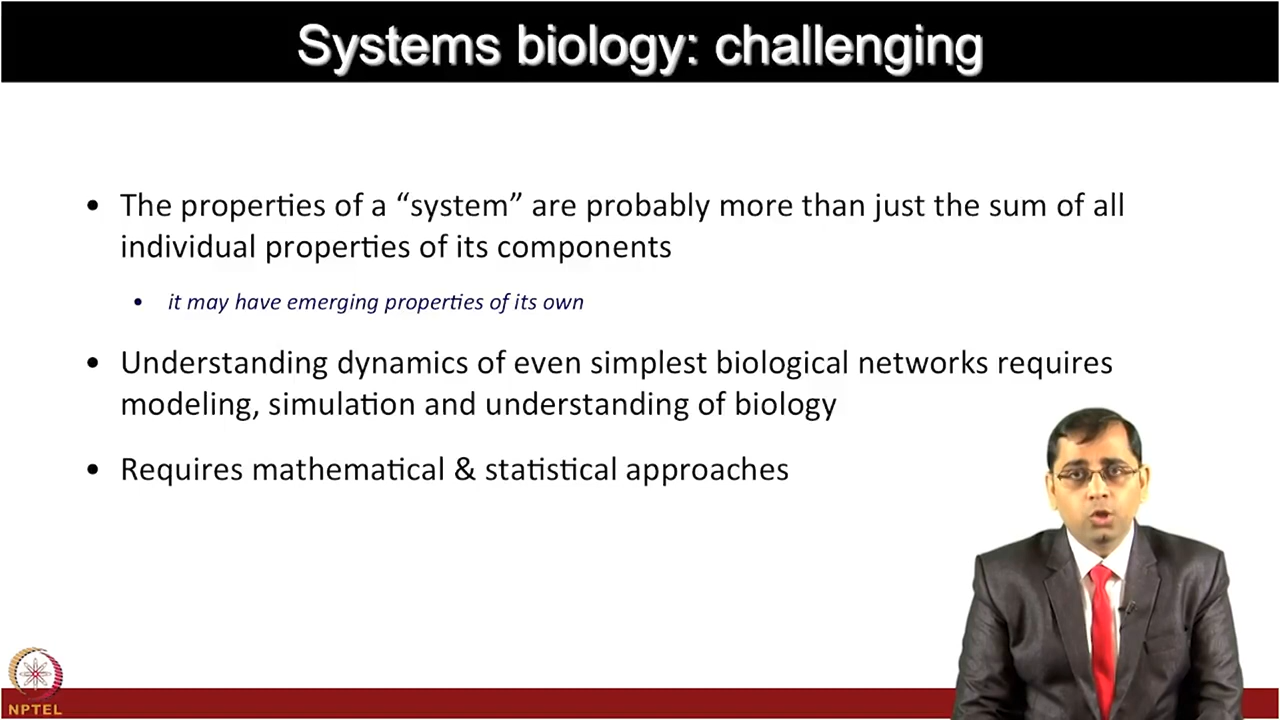 Systems biology: challenging
• The properties of a “system” are probably more than just the sum of all
individual properties of its components
• it may have emerging properties of its own
• Understanding dynamics of even simplest biological networks requires
modeling, simulation and understanding of biology
• Requires mathematical & statistical approaches
NPTEL